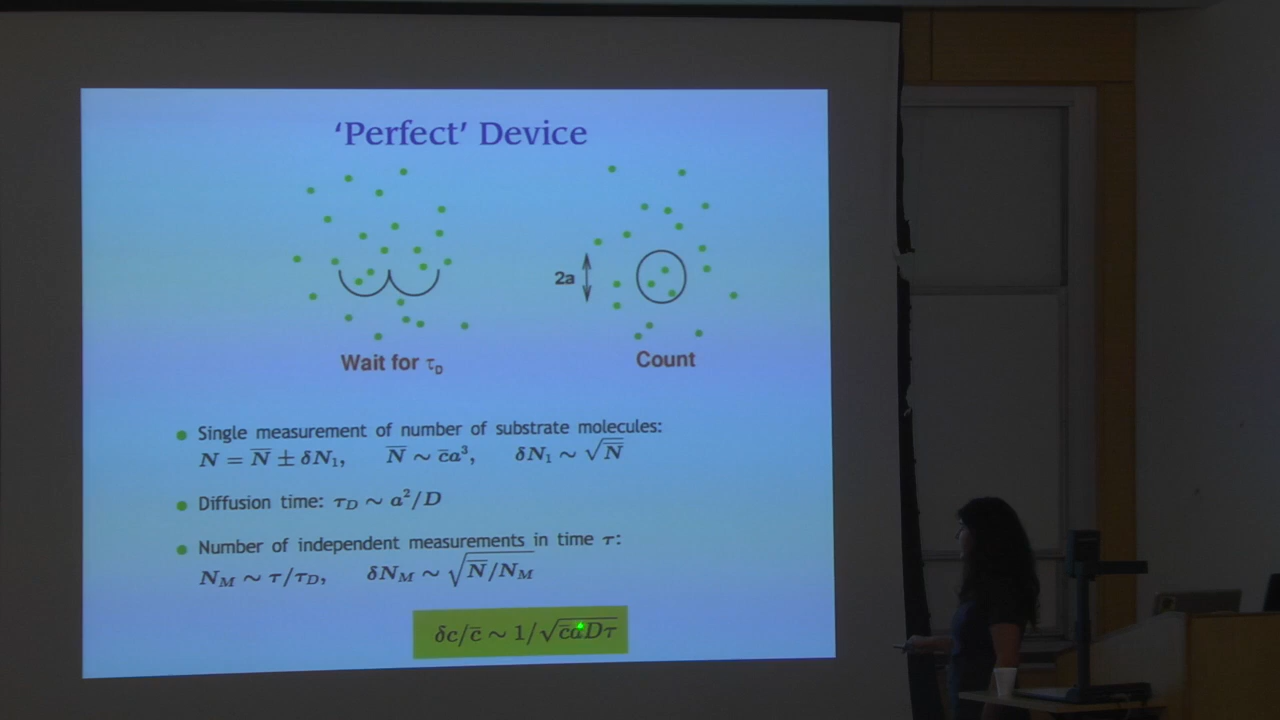 ‘Perfect’ Device
2a
Wait for τ_D
Count
Single measurement of number of substrate molecules:
N = N̅ ± δN₁, N̅ ∼ c̅a³, δN₁ ∼ √N̅
Diffusion time: τ_D ∼ a²/D
Number of independent measurements in time τ:
N_M ∼ τ/τ_D, δN_M ∼ √(N̅/N_M)
δc/c̅ ∼ 1/√(c̅aDτ)